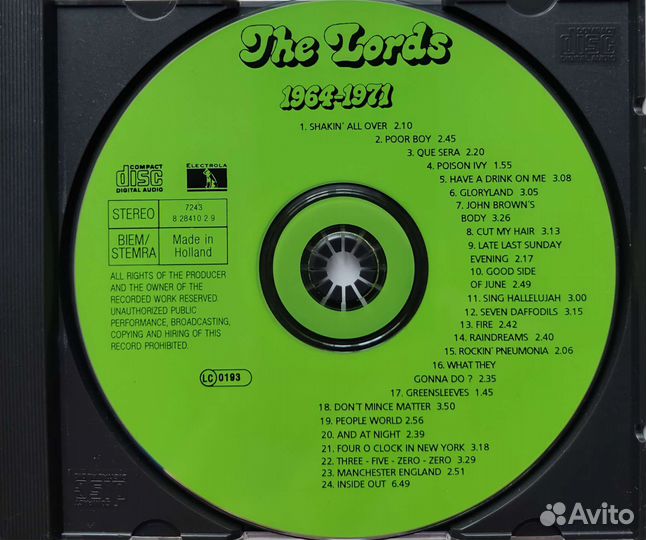 The Lords
1964-1971
1. SHAKIN' ALL OVER 2.10
2. POOR BOY 2.45
3. QUE SERA 2.20
4. POISON IVY 1.55
5. HAVE A DRINK ON ME 3.08
6. GLORYLAND 3.05
7. JOHN BROWN'S
BODY 3.26
8. CUT MY HAIR 3.13
9. LATE LAST SUNDAY
EVENING 2.17
10. GOOD SIDE
OF JUNE 2.49
11. SING HALLELUJAH 3.00
12. SEVEN DAFFODILS 3.15
13. FIRE 2.42
14. RAINDREAMS 2.40
15. ROCKIN' PNEUMONIA 2.06
16. WHAT THEY
GONNA DO ? 2.35
17. GREENSLEEVES 1.45
18. DON'T MINCE MATTER 3.50
19. PEOPLE WORLD 2.56
20. AND AT NIGHT 2.39
21. FOUR O CLOCK IN NEW YORK 3.18
22. THREE - FIVE - ZERO - ZERO 3.29
23. MANCHESTER ENGLAND 2.51
24. INSIDE OUT 6.49
COMPACT
disc
DIGITAL AUDIO
ELECTROLA
STEREO
7243
8 28410 2 9
BIEM/
STEMRA
Made in
Holland
ALL RIGHTS OF THE PRODUCER
AND THE OWNER OF THE
RECORDED WORK RESERVED.
UNAUTHORIZED PUBLIC
PERFORMANCE, BROADCASTING,
COPYING AND HIRING OF THIS
RECORD PROHIBITED.
LC 0193
COMPACT
disc
DIGITAL AUDIO
Avito